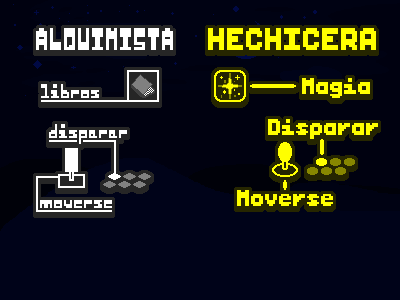 ALQUIMISTA
libros
disparar
moverse
HECHICERA
Magia
Disparar
Moverse